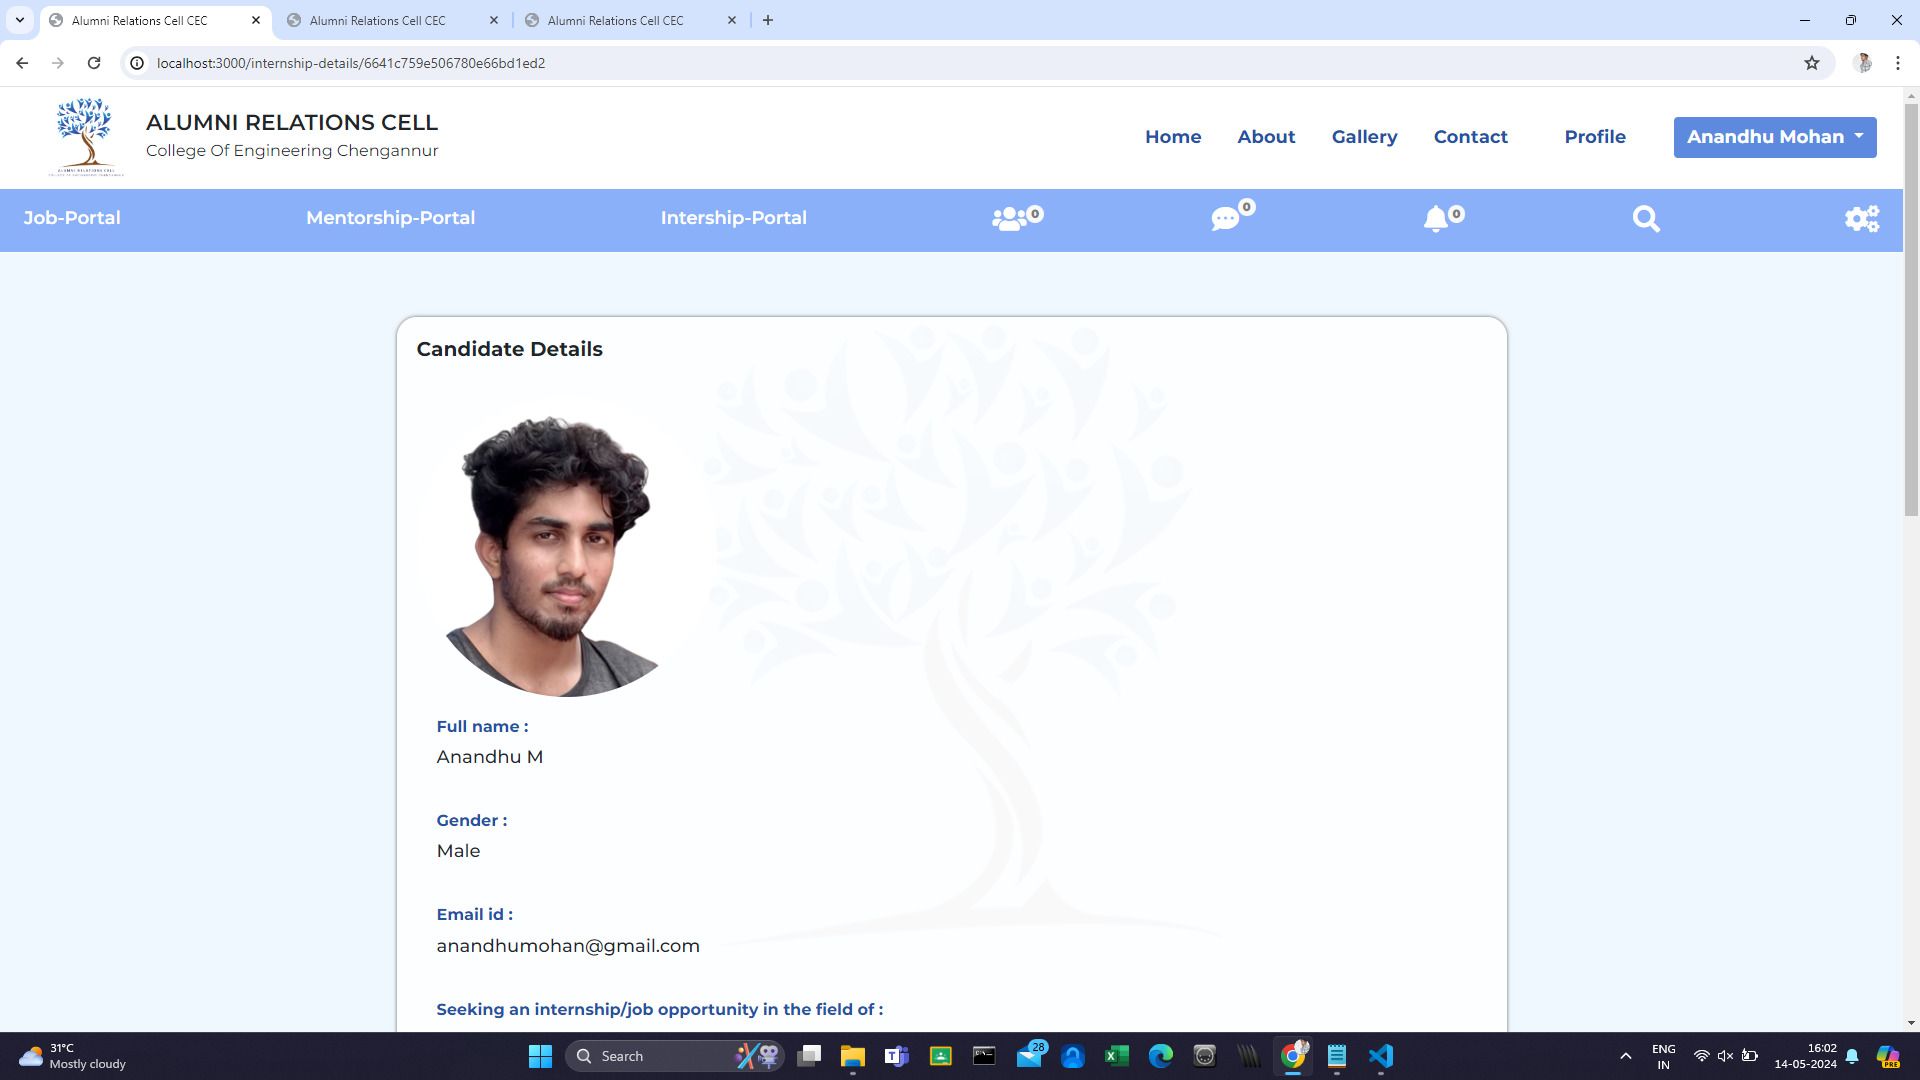 Alumni Relations Cell CEC
Alumni Relations Cell CEC
Alumni Relations Cell CEC
localhost:3000/internship-details/6641c759e506780e66bd1ed2
ALUMNI RELATIONS CELL
College Of Engineering Chengannur
Home
About
Gallery
Contact
Profile
Anandhu Mohan
Job-Portal
Mentorship-Portal
Intership-Portal
0
0
0
Candidate Details
Full name :
Anandhu M
Gender :
Male
Email id :
anandhumohan@gmail.com
Seeking an internship/job opportunity in the field of :
31°C
Mostly cloudy
Search
28
ENG
IN
16:02
14-05-2024
PRE